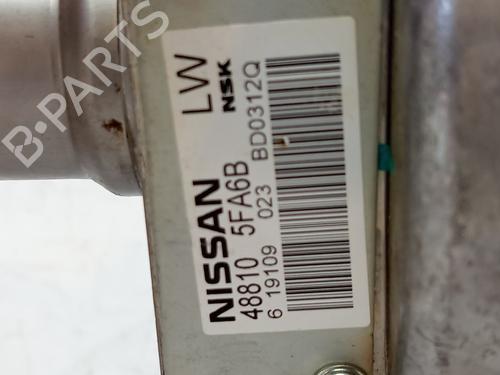 NISSAN LW
48810 5FA6B NSK
6 19109 023 BD0312Q
B-PARTS